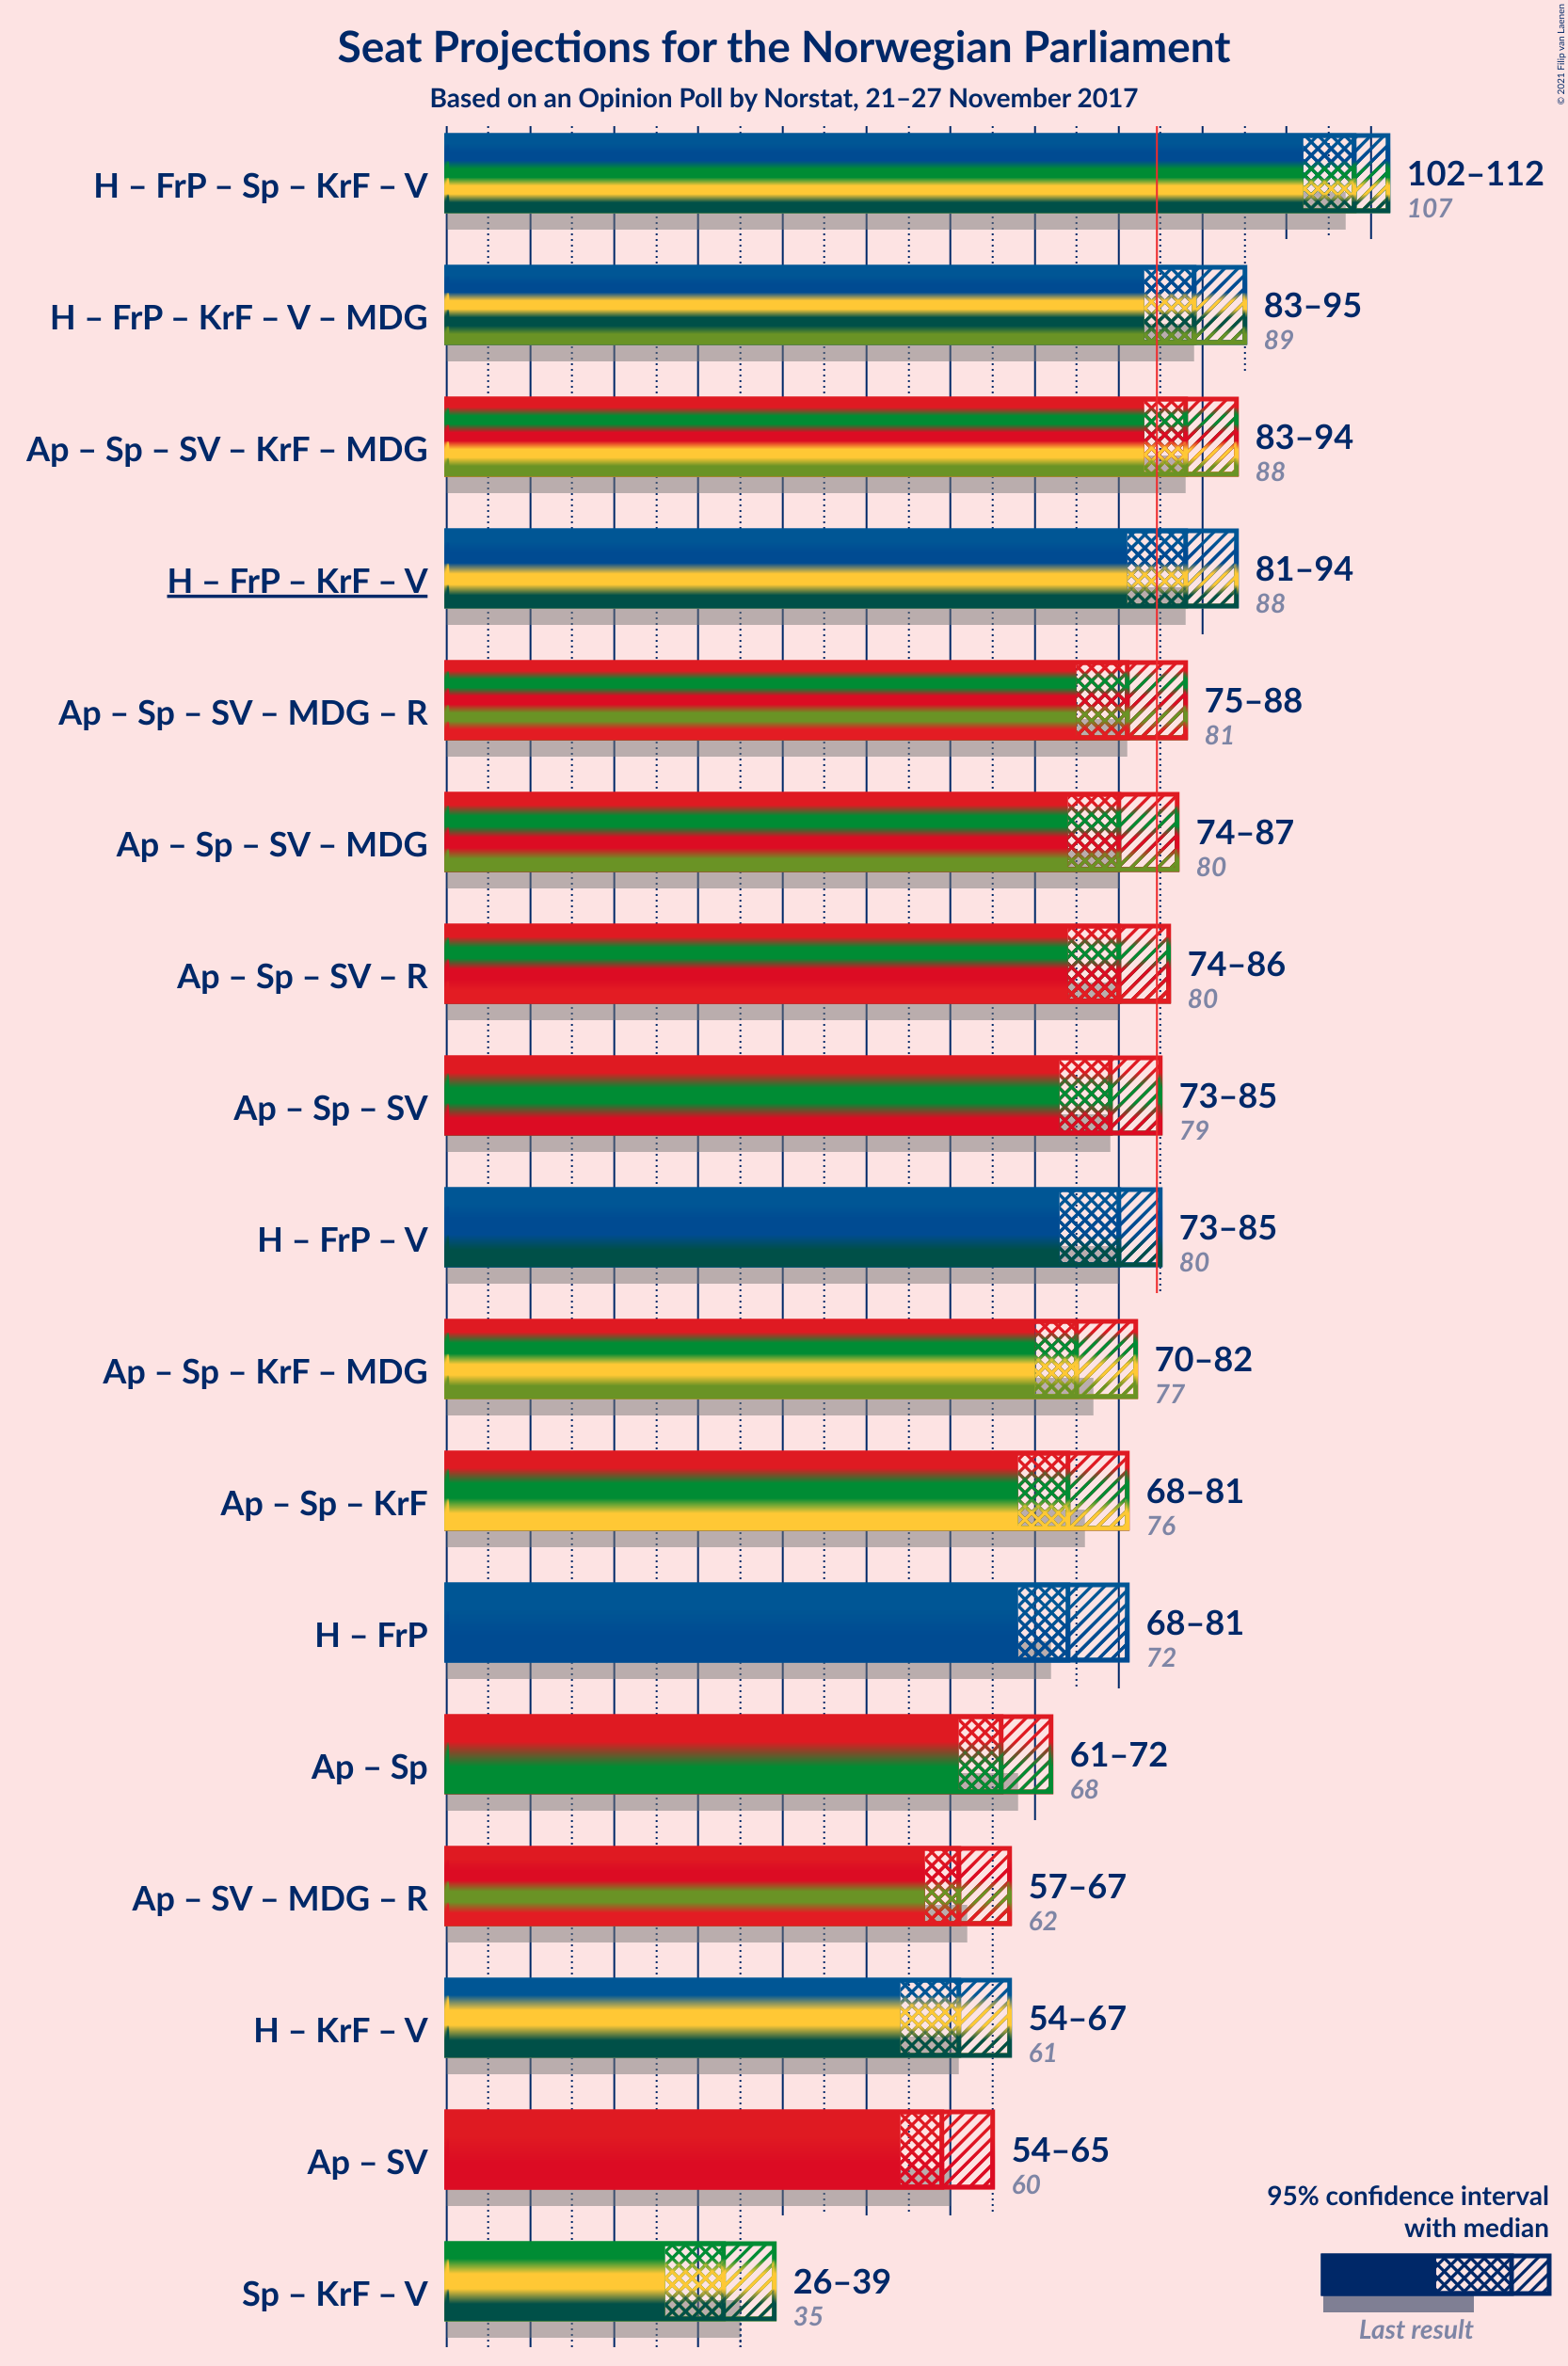 Seat Projections for the Norwegian Parliament
Based on an Opinion Poll by Norstat, 21–27 November 2017
© 2021 Filip van Laenen
H – FrP – Sp – KrF – V
102–112
107
H – FrP – KrF – V – MDG
83–95
89
Ap – Sp – SV – KrF – MDG
83–94
88
H – FrP – KrF – V
81–94
88
Ap – Sp – SV – MDG – R
75–88
81
Ap – Sp – SV – MDG
74–87
80
Ap – Sp – SV – R
74–86
80
Ap – Sp – SV
73–85
79
H – FrP – V
73–85
80
Ap – Sp – KrF – MDG
70–82
77
Ap – Sp – KrF
68–81
76
H – FrP
68–81
72
Ap – Sp
61–72
68
Ap – SV – MDG – R
57–67
62
H – KrF – V
54–67
61
Ap – SV
54–65
60
Sp – KrF – V
26–39
35
95% confidence interval
with median
Last result